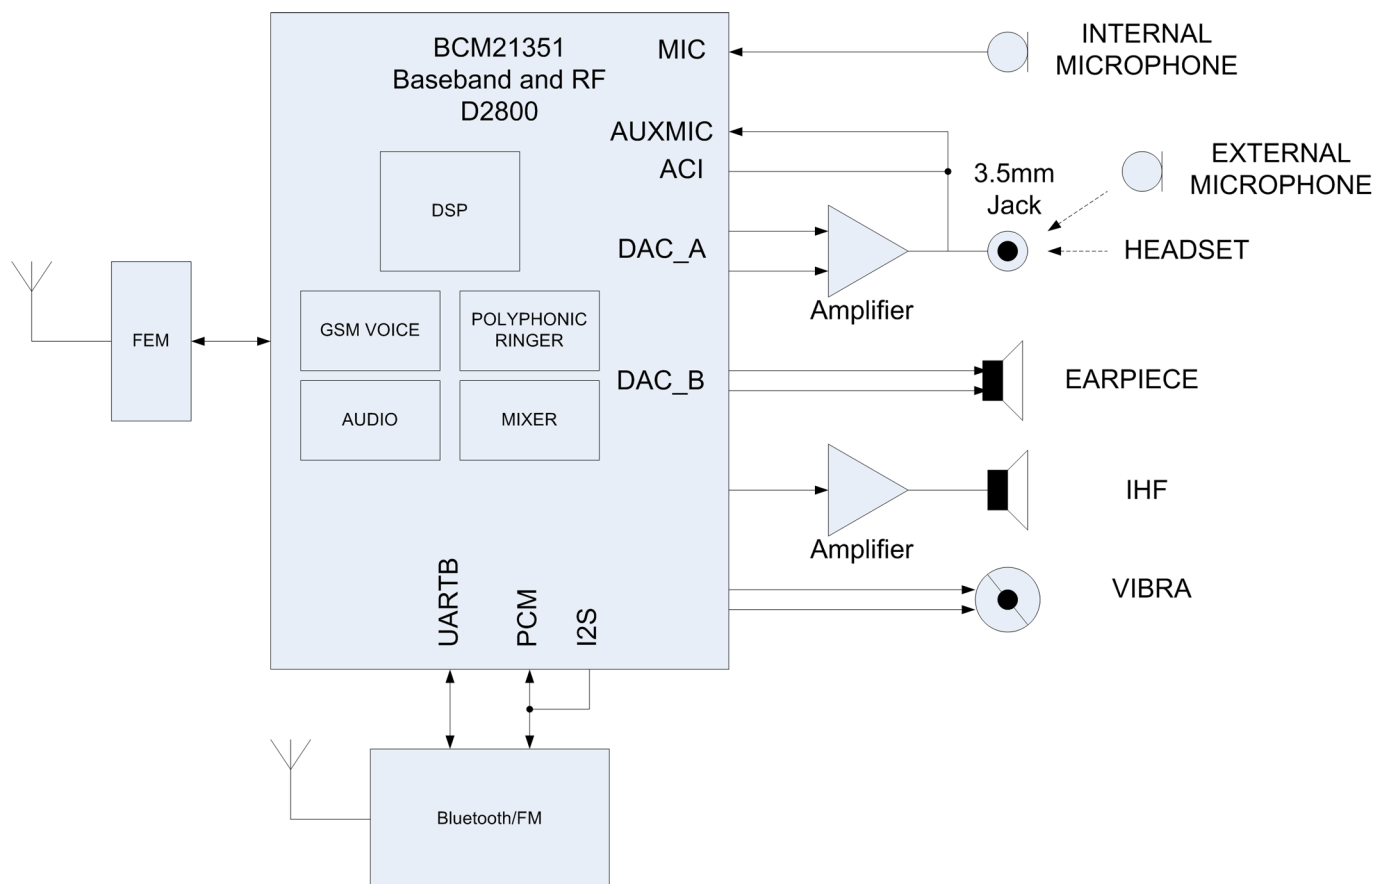 BCM21351
Baseband and RF
D2800
MIC
INTERNAL
MICROPHONE
AUXMIC
ACI
3.5mm
Jack
EXTERNAL
MICROPHONE
DSP
DAC_A
HEADSET
Amplifier
FEM
GSM VOICE
POLYPHONIC
RINGER
DAC_B
EARPIECE
AUDIO
MIXER
IHF
Amplifier
UARTB
PCM
I2S
VIBRA
Bluetooth/FM